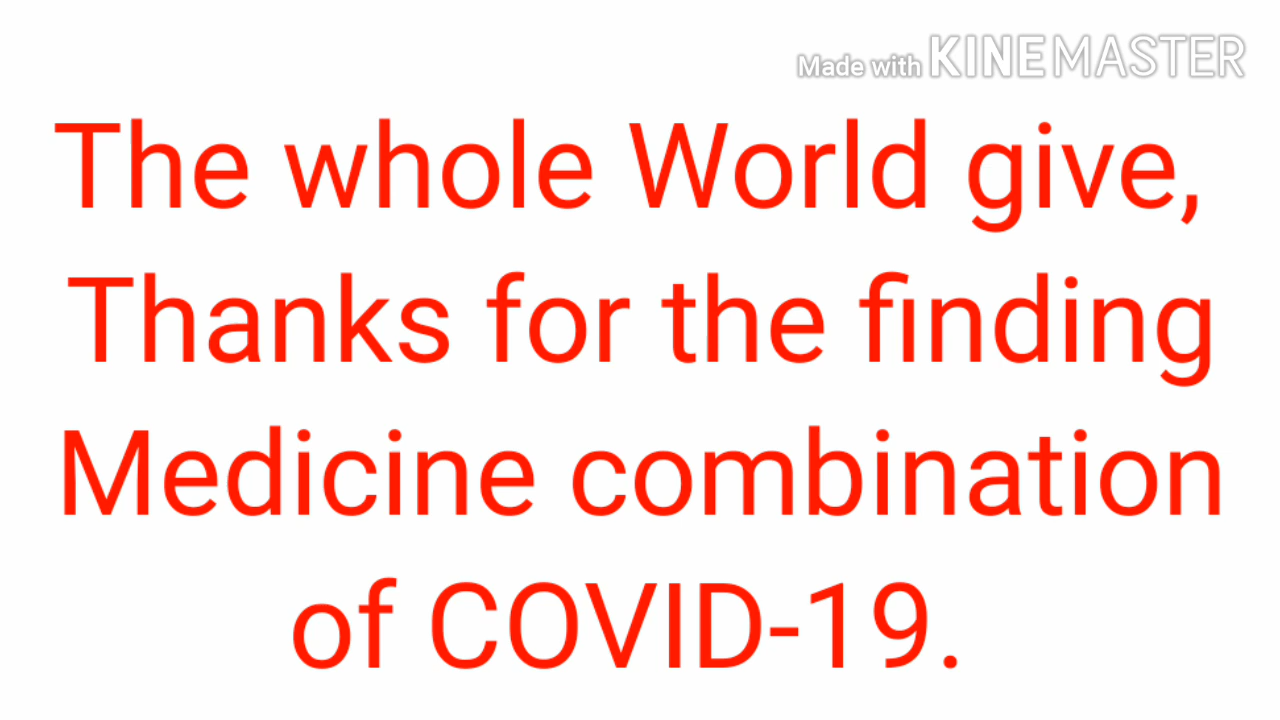 Made with KINEMASTER
The whole World give,
Thanks for the finding
Medicine combination
of COVID-19.